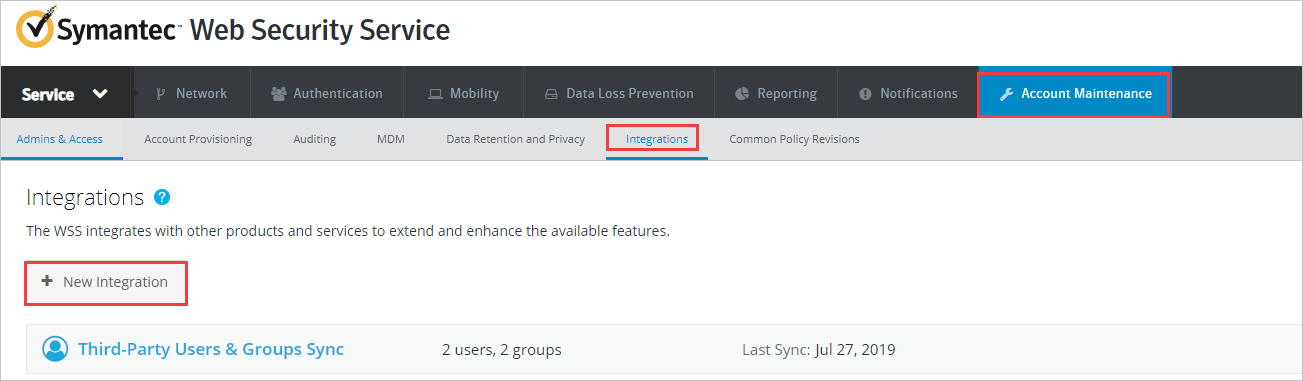 Symantec™ Web Security Service
Service Network Authentication Mobility Data Loss Prevention Reporting Notifications Account Maintenance
Admins & Access Account Provisioning Auditing MDM Data Retention and Privacy Integrations Common Policy Revisions
Integrations ?
The WSS integrates with other products and services to extend and enhance the available features.
+ New Integration
Third-Party Users & Groups Sync 2 users, 2 groups Last Sync: Jul 27, 2019